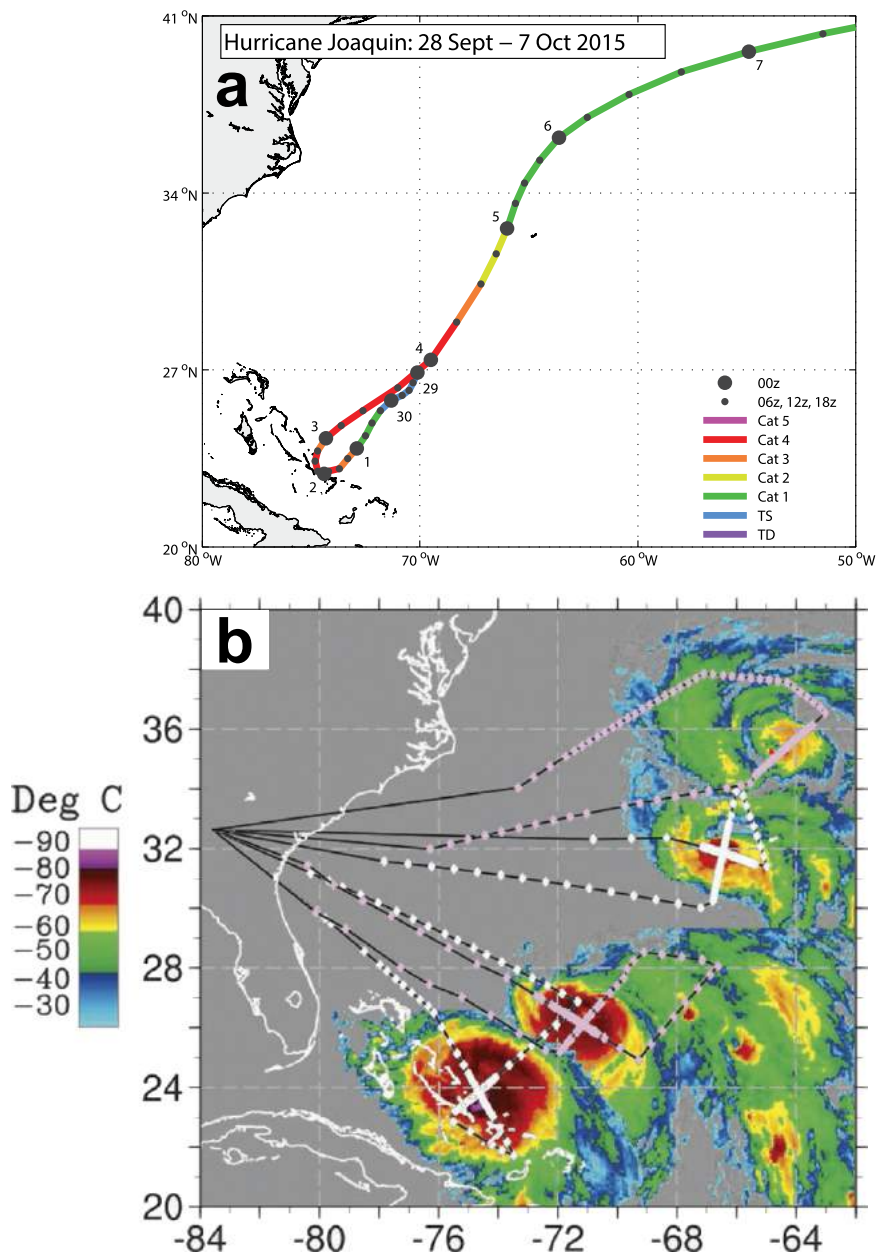 Hurricane Joaquin: 28 Sept – 7 Oct 2015
a
41 °N
34 °N
27 °N
20 °N
80 °W
70 °W
60 °W
50 °W
7
6
5
4
29
30
3
1
2
00z
06z, 12z, 18z
Cat 5
Cat 4
Cat 3
Cat 2
Cat 1
TS
TD
b
40
36
32
28
24
20
-84
-80
-76
-72
-68
-64
Deg C
-90
-80
-70
-60
-50
-40
-30